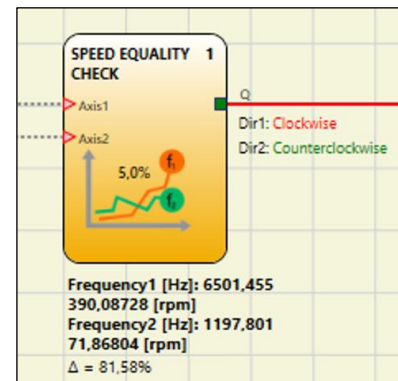 SPEED EQUALITY 1
CHECK
Axis1
Q
Dir1: Clockwise
Axis2
Dir2: Counterclockwise
5,0%
f₁
f₂
Frequency1 [Hz]: 6501,455
390,08728 [rpm]
Frequency2 [Hz]: 1197,801
71,86804 [rpm]
Δ = 81,58%